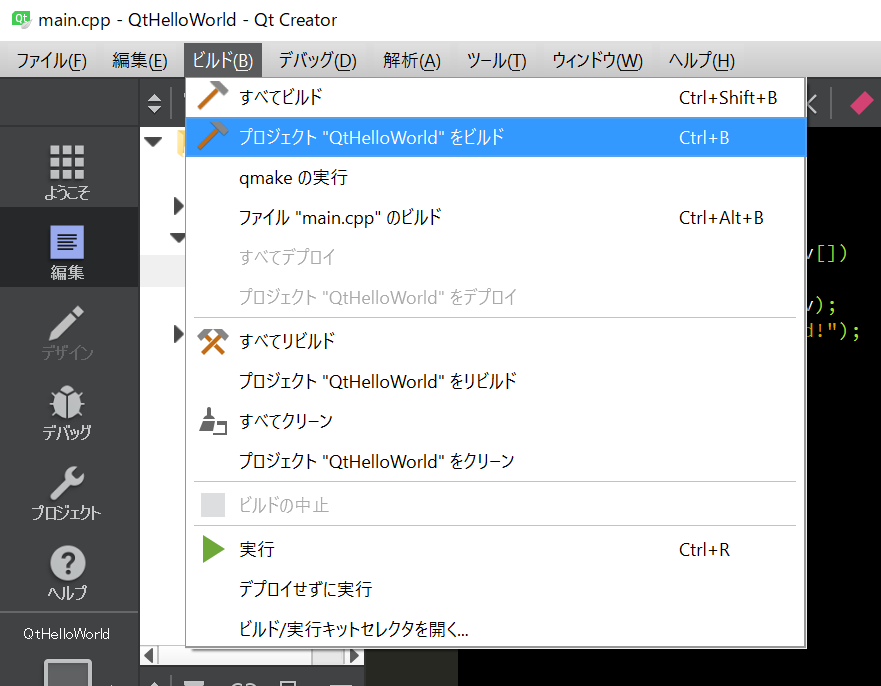 Qt main.cpp - QtHelloWorld - Qt Creator
ファイル(F) 編集(E) ビルド(B) デバッグ(D) 解析(A) ツール(T) ウィンドウ(W) ヘルプ(H)
すべてビルド Ctrl+Shift+B
プロジェクト "QtHelloWorld" をビルド Ctrl+B
qmake の実行
ファイル "main.cpp" のビルド Ctrl+Alt+B
すべてデプロイ
プロジェクト "QtHelloWorld" をデプロイ
すべてリビルド
プロジェクト "QtHelloWorld" をリビルド
すべてクリーン
プロジェクト "QtHelloWorld" をクリーン
ビルドの中止
実行 Ctrl+R
デプロイせずに実行
ビルド/実行キットセレクタを開く...
ようこそ
編集
デザイン
デバッグ
プロジェクト
ヘルプ
QtHelloWorld
[])
);
!");